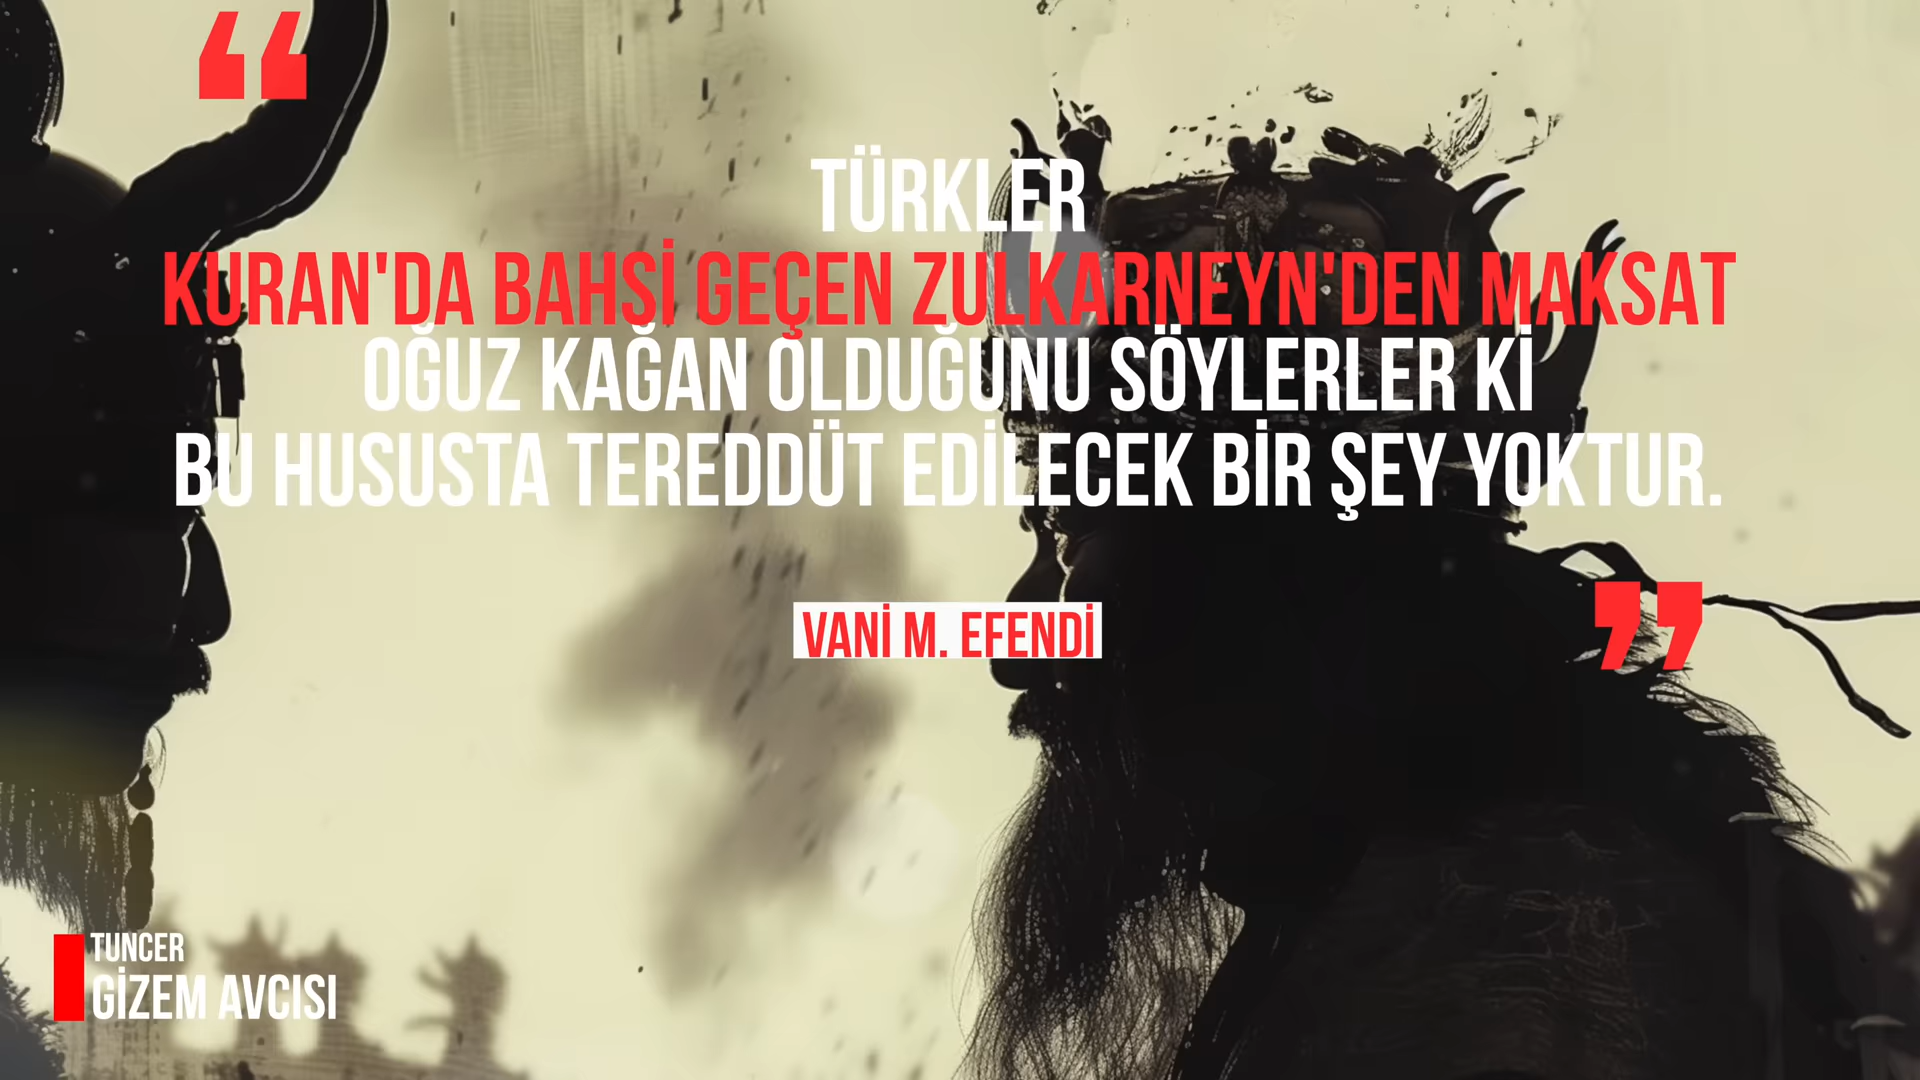 “
TÜRKLER
KURAN'DA BAHSİ GEÇEN ZULKARNEYN'DEN MAKSAT
OĞUZ KAĞAN OLDUĞUNU SÖYLERLER Kİ
BU HUSUSTA TEREDDÜT EDİLECEK BİR ŞEY YOKTUR.
”
VANİ M. EFENDİ
TUNCER
GİZEM AVCISI